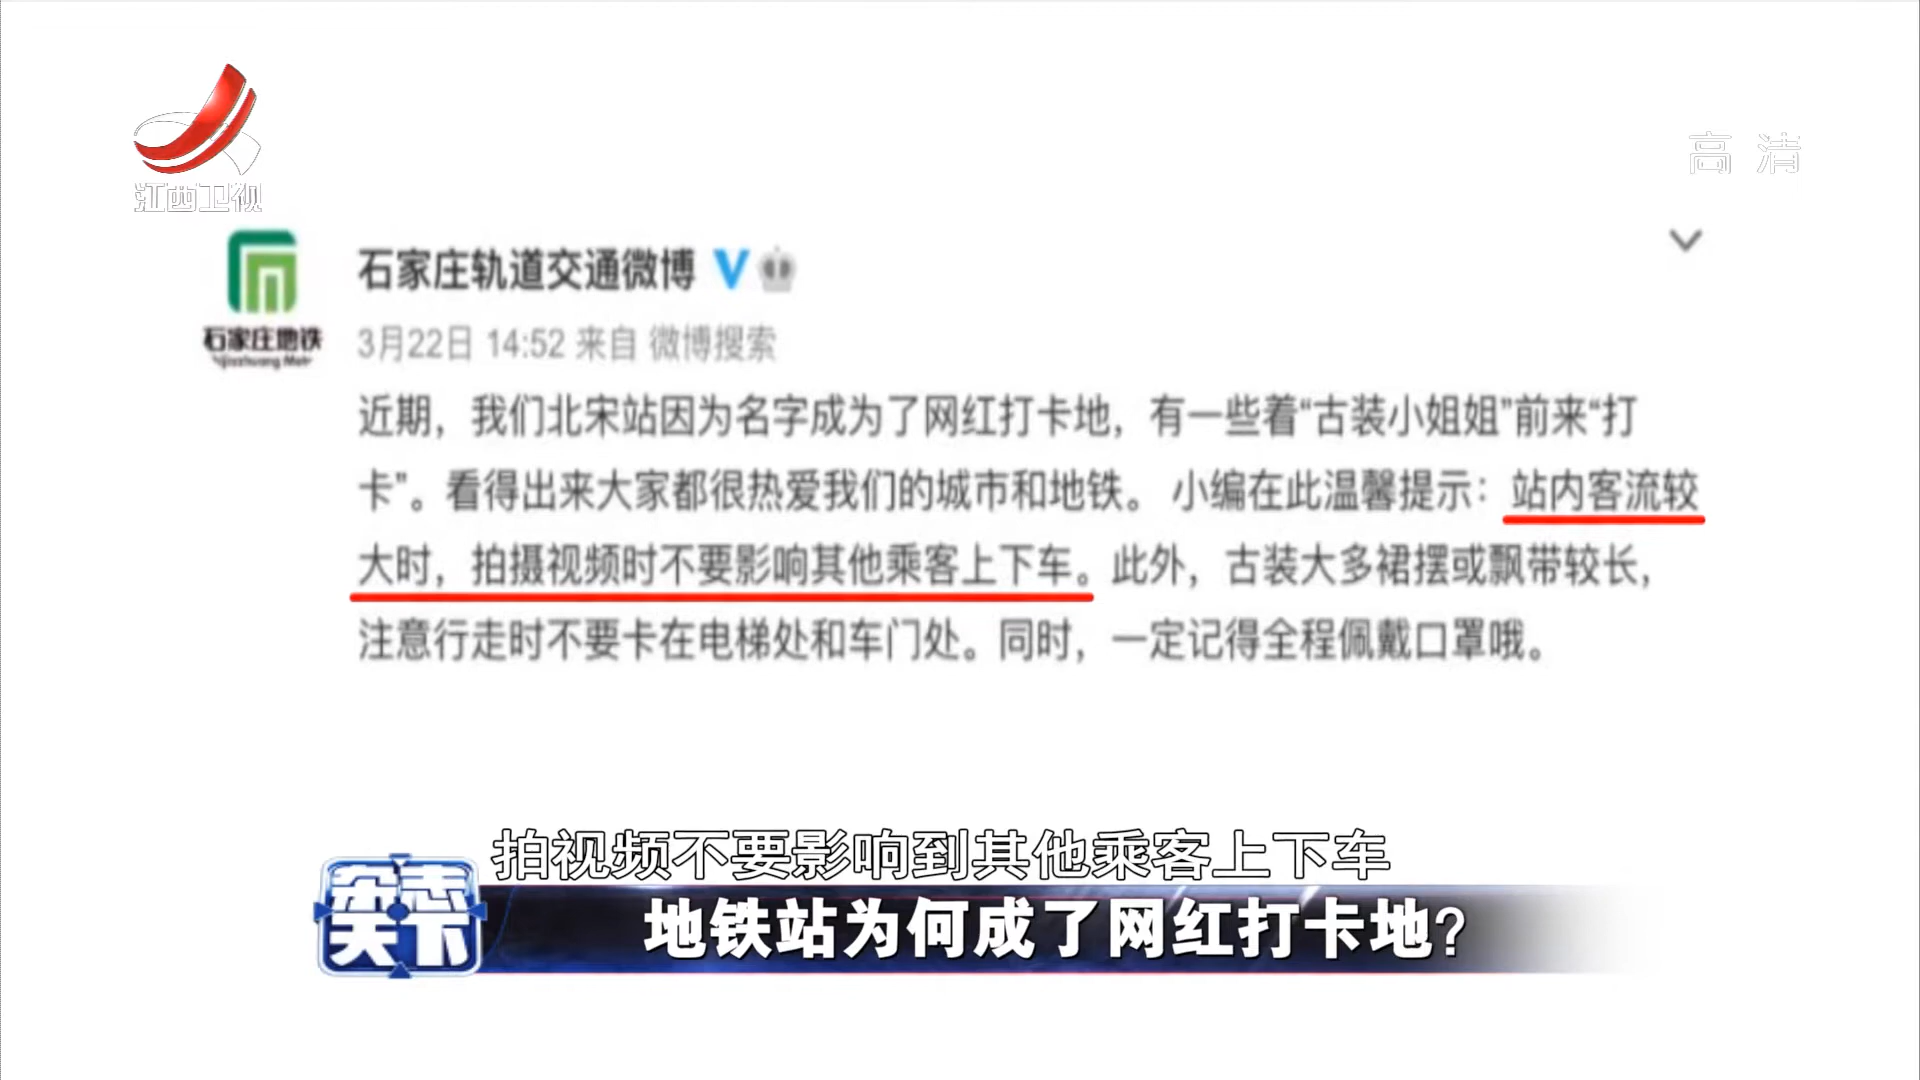 江西卫视
高清
石家庄轨道交通微博
石家庄地铁
3月22日 14:52 来自 微博搜索
近期，我们北宋站因为名字成为了网红打卡地，有一些着“古装小姐姐”前来“打
卡”。看得出来大家都很热爱我们的城市和地铁。 小编在此温馨提示：站内客流较
大时，拍摄视频时不要影响其他乘客上下车。此外，古装大多裙摆或飘带较长，
注意行走时不要卡在电梯处和车门处。同时，一定记得全程佩戴口罩哦。
拍视频不要影响到其他乘客上下车
杂志
天下
地铁站为何成了网红打卡地？